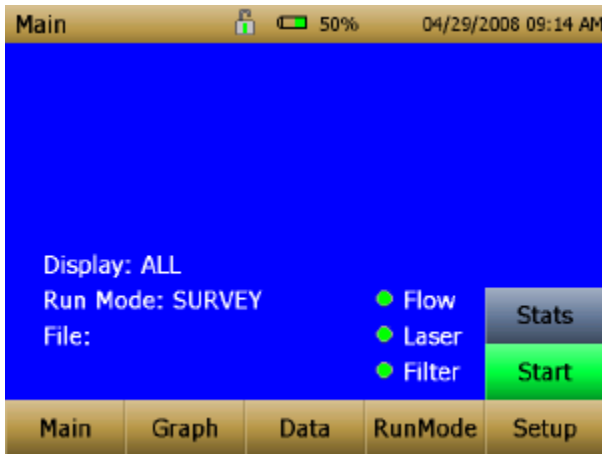 Main 50% 04/29/2008 09:14 AM
Display: ALL
Run Mode: SURVEY
File:
Flow
Laser
Filter
Stats
Start
Main Graph Data RunMode Setup